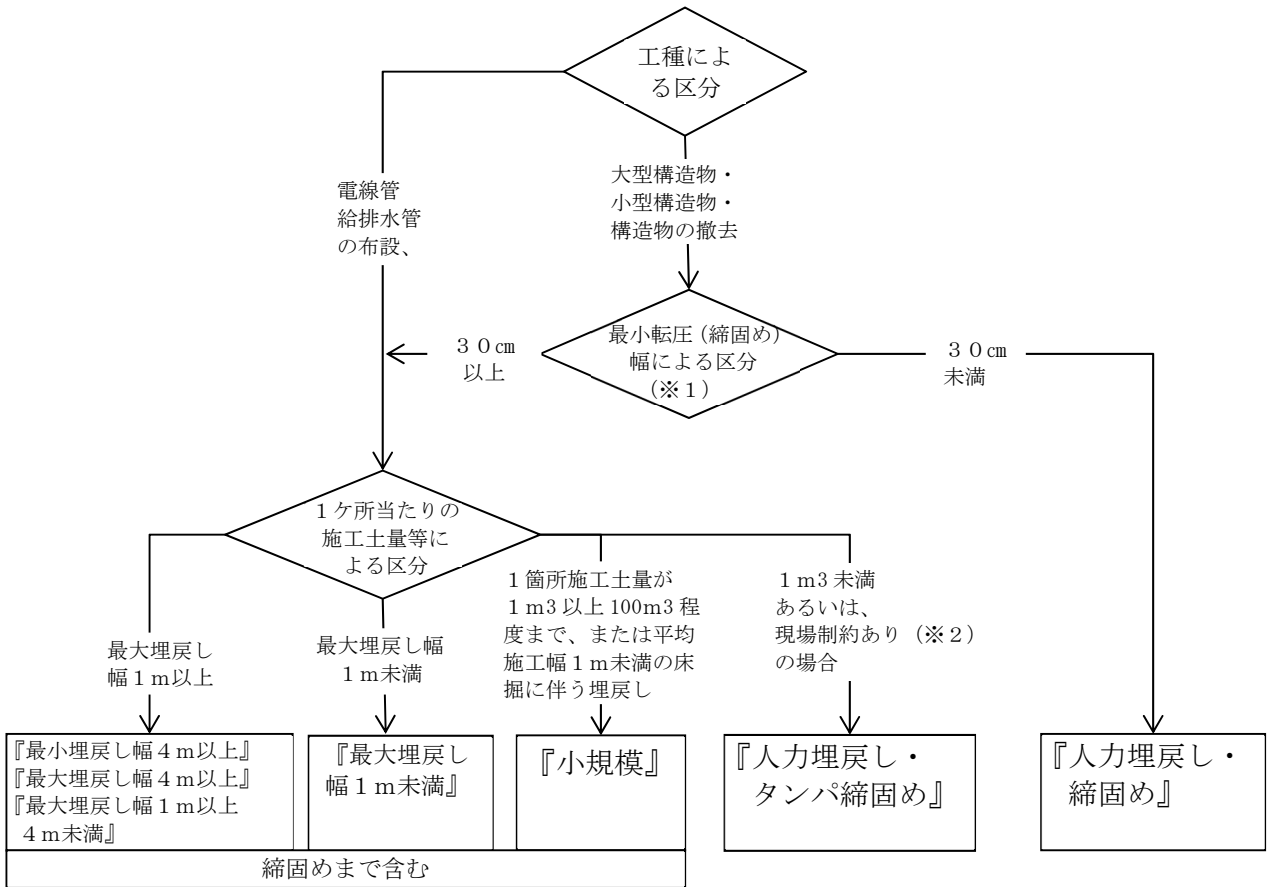 工種によ
る区分
電線管
給排水管
の布設、
大型構造物・
小型構造物・
構造物の撤去
３０㎝
以上
最小転圧（締固め）
幅による区分
（※１）
３０㎝
未満
１ケ所当たりの
施工土量等に
よる区分
最大埋戻し
幅１ｍ以上
最大埋戻し幅
１ｍ未満
１箇所施工土量が
１ｍ3 以上 100m3 程
度まで、または平均
施工幅１ｍ未満の床
掘に伴う埋戻し
１ｍ3 未満
あるいは、
現場制約あり（※２）
の場合
『最小埋戻し幅４ｍ以上』
『最大埋戻し幅４ｍ以上』
『最大埋戻し幅１ｍ以上
４ｍ未満』
『最大埋戻し
幅１ｍ未満』
『小規模』
『人力埋戻し・
タンパ締固め』
『人力埋戻し・
締固め』
締固めまで含む